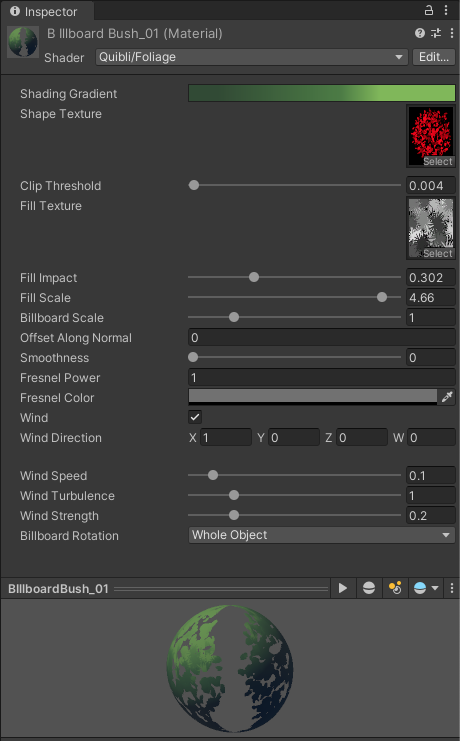 Inspector
B Illboard Bush_01 (Material)
Shader Quibli/Foliage Edit...
Shading Gradient
Shape Texture
Select
Clip Threshold 0.004
Fill Texture
Select
Fill Impact 0.302
Fill Scale 4.66
Billboard Scale 1
Offset Along Normal 0
Smoothness 0
Fresnel Power 1
Fresnel Color
Wind
Wind Direction X 1 Y 0 Z 0 W 0
Wind Speed 0.1
Wind Turbulence 1
Wind Strength 0.2
Billboard Rotation Whole Object
BIllboardBush_01